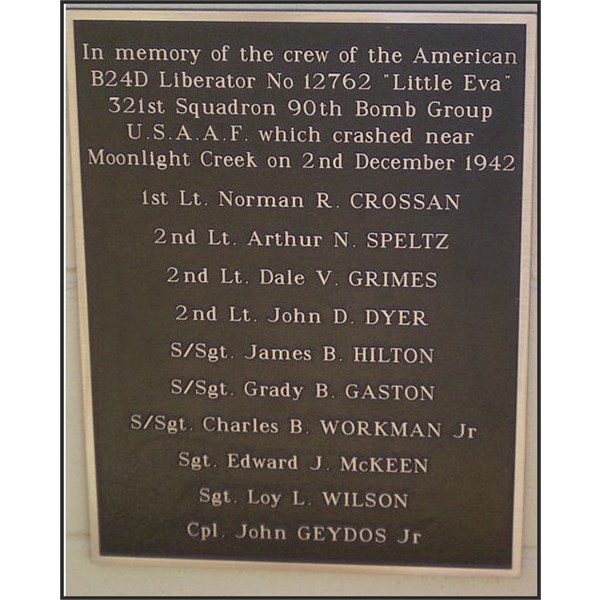 In memory of the crew of the American
B24D Liberator No 12762 "Little Eva"
321st Squadron 90th Bomb Group
U.S.A.A.F. which crashed near
Moonlight Creek on 2nd December 1942
1st Lt. Norman R. CROSSAN
2nd Lt. Arthur N. SPELTZ
2nd Lt. Dale V. GRIMES
2nd Lt. John D. DYER
S/Sgt. James B. HILTON
S/Sgt. Grady B. GASTON
S/Sgt. Charles B. WORKMAN Jr
Sgt. Edward J. McKEEN
Sgt. Loy L. WILSON
Cpl. John GEYDOS Jr